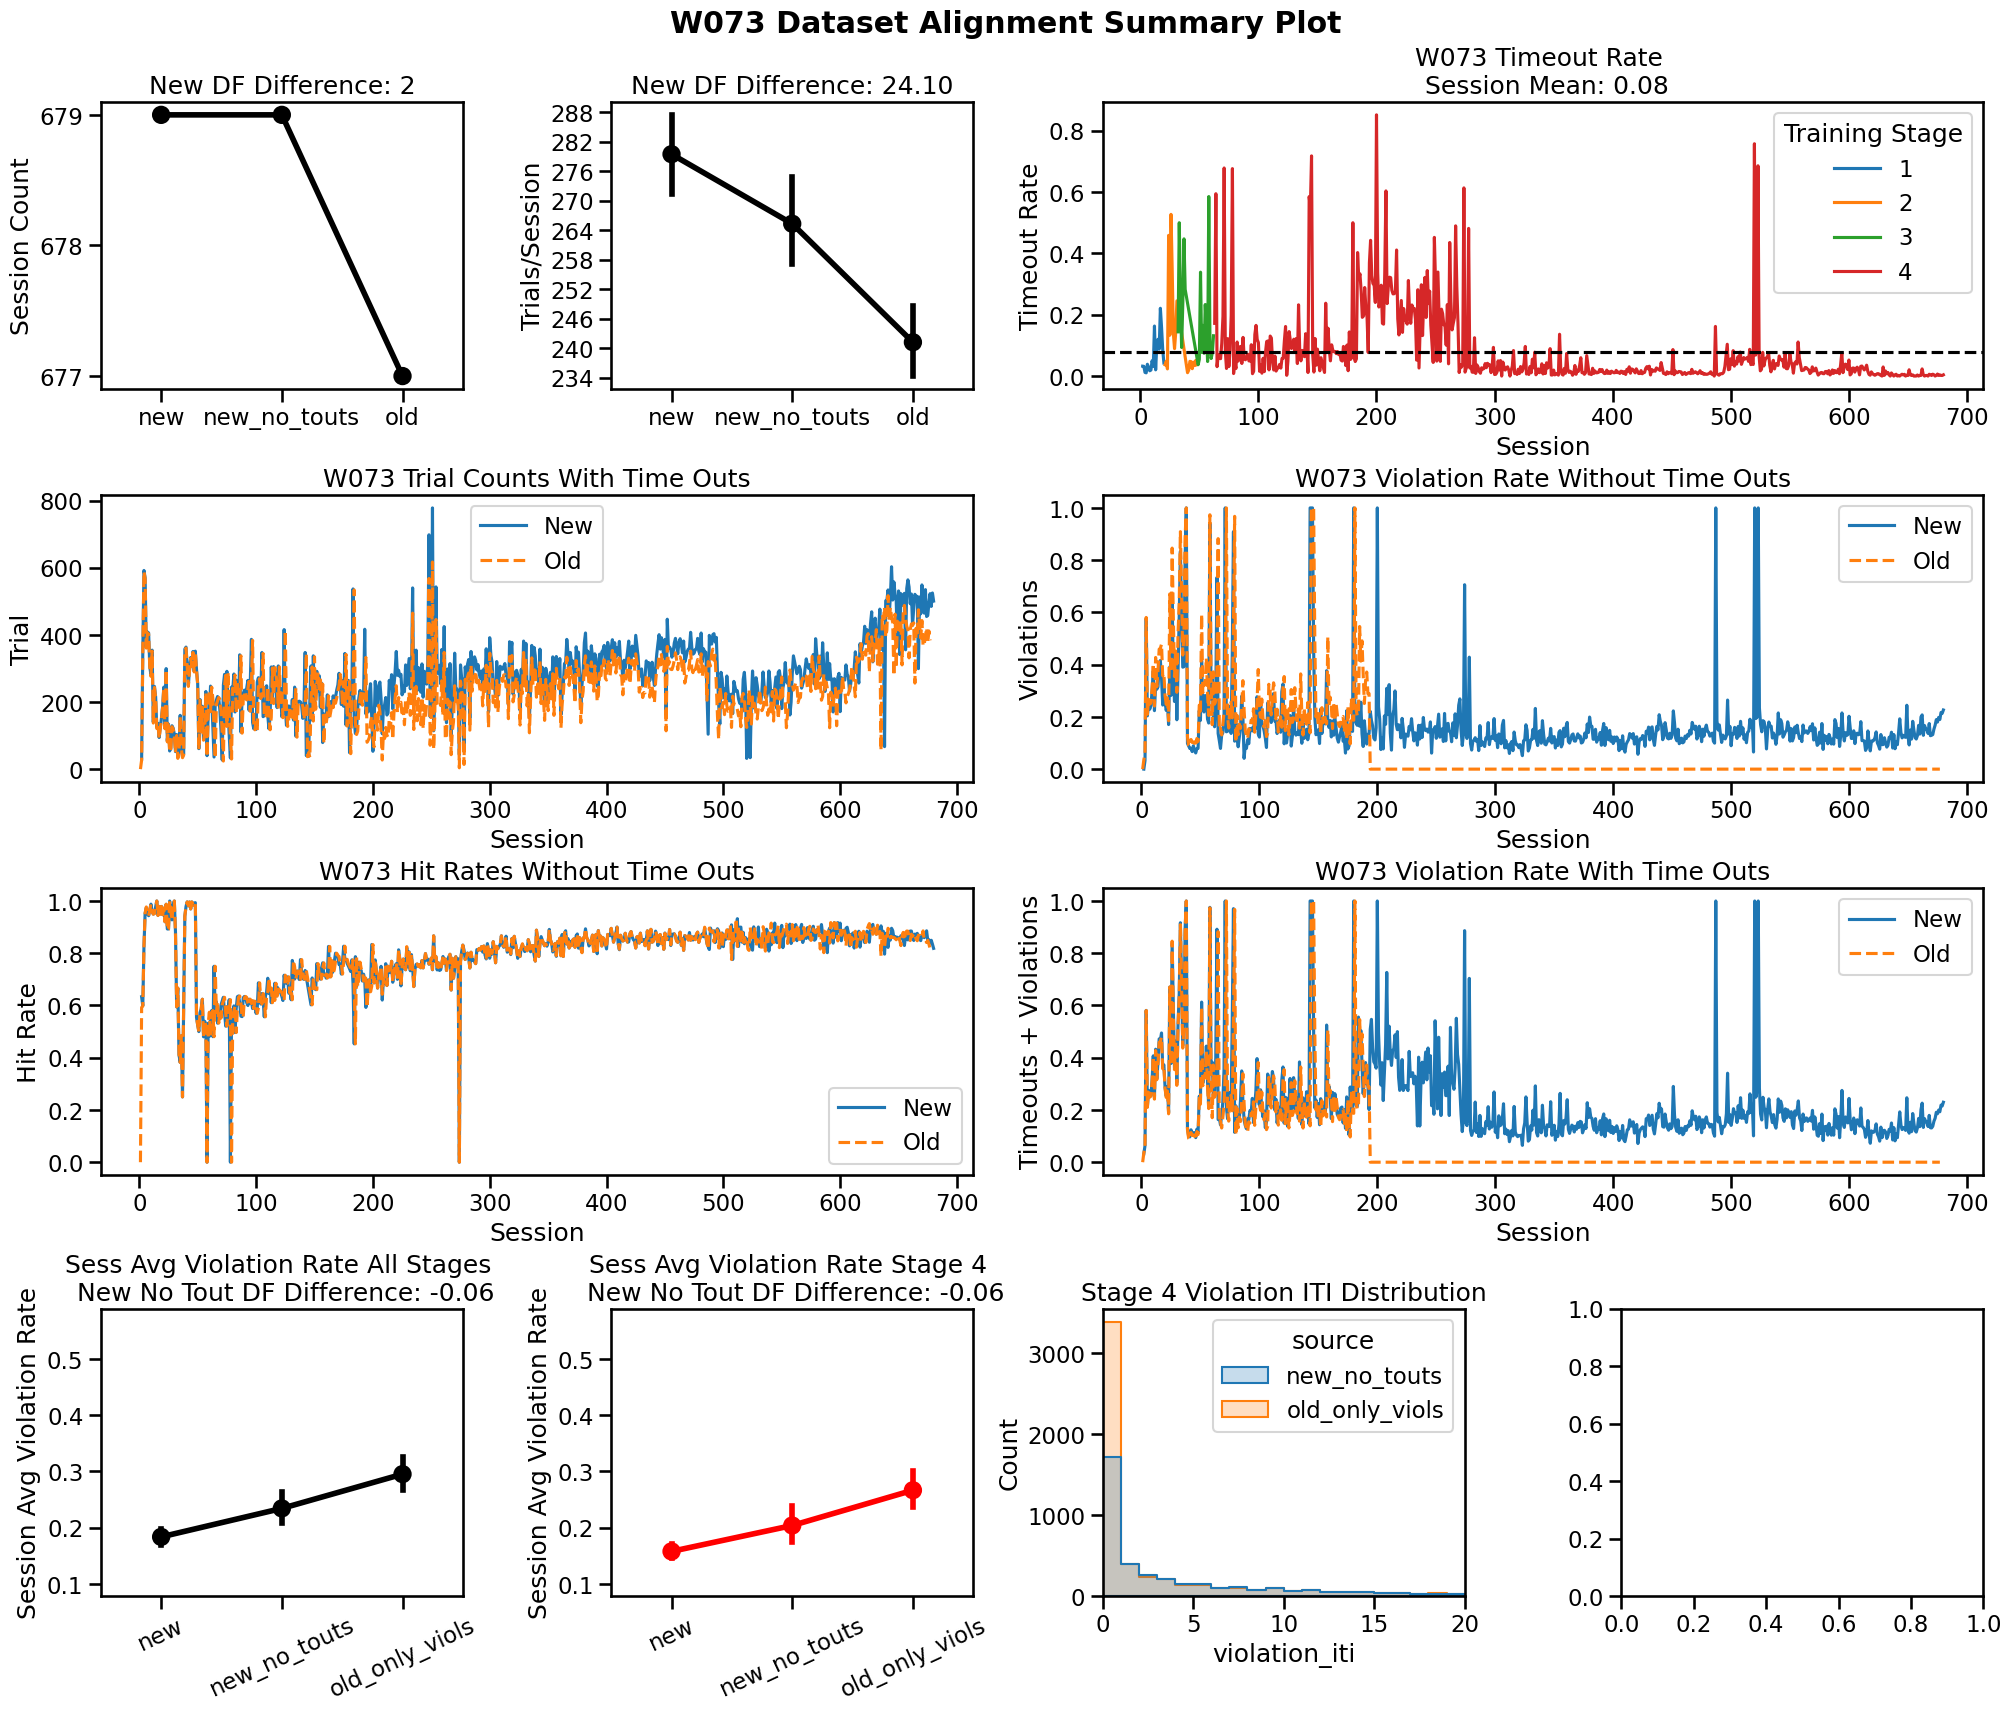 W073 Dataset Alignment Summary Plot
New DF Difference: 2
Session Count
679
678
677
new
new_no_touts
old
New DF Difference: 24.10
Trials/Session
288
282
276
270
264
258
252
246
240
234
new
new_no_touts
old
W073 Timeout Rate
Session Mean: 0.08
Timeout Rate
0.8
0.6
0.4
0.2
0.0
Training Stage
1
2
3
4
0
100
200
300
400
500
600
700
Session
W073 Trial Counts With Time Outs
Trial
800
600
400
200
0
New
Old
0
100
200
300
400
500
600
700
Session
W073 Violation Rate Without Time Outs
Violations
1.0
0.8
0.6
0.4
0.2
0.0
New
Old
0
100
200
300
400
500
600
700
Session
W073 Hit Rates Without Time Outs
Hit Rate
1.0
0.8
0.6
0.4
0.2
0.0
New
Old
0
100
200
300
400
500
600
700
Session
W073 Violation Rate With Time Outs
Timeouts + Violations
1.0
0.8
0.6
0.4
0.2
0.0
New
Old
0
100
200
300
400
500
600
700
Session
Sess Avg Violation Rate All Stages
New No Tout DF Difference: -0.06
Session Avg Violation Rate
0.5
0.4
0.3
0.2
0.1
new
new_no_touts
old_only_viols
Sess Avg Violation Rate Stage 4
New No Tout DF Difference: -0.06
Session Avg Violation Rate
0.5
0.4
0.3
0.2
0.1
new
new_no_touts
old_only_viols
Stage 4 Violation ITI Distribution
Count
3000
2000
1000
0
source
new_no_touts
old_only_viols
0
5
10
15
20
violation_iti
1.0
0.8
0.6
0.4
0.2
0.0
0.0
0.2
0.4
0.6
0.8
1.0